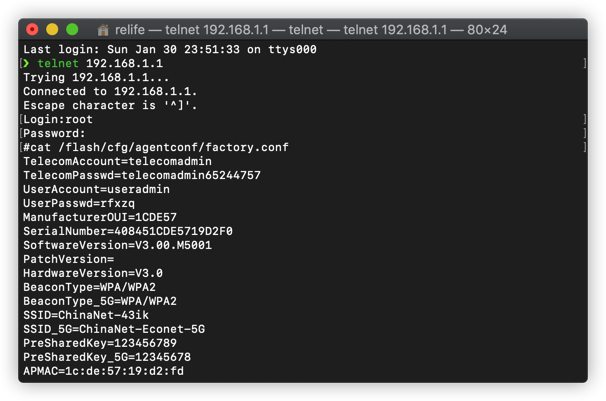 relife — telnet 192.168.1.1 — telnet — telnet 192.168.1.1 — 80×24
Last login: Sun Jan 30 23:51:33 on ttys000
[❯ telnet 192.168.1.1 ]
Trying 192.168.1.1...
Connected to 192.168.1.1.
Escape character is '^]'.
[Login:root ]
[Password: ]
[#cat /flash/cfg/agentconf/factory.conf ]
TelecomAccount=telecomadmin
TelecomPasswd=telecomadmin65244757
UserAccount=useradmin
UserPasswd=rfxzq
ManufacturerOUI=1CDE57
SerialNumber=408451CDE5719D2F0
SoftwareVersion=V3.00.M5001
PatchVersion=
HardwareVersion=V3.0
BeaconType=WPA/WPA2
BeaconType_5G=WPA/WPA2
SSID=ChinaNet-43ik
SSID_5G=ChinaNet-Econet-5G
PreSharedKey=123456789
PreSharedKey_5G=12345678
APMAC=1c:de:57:19:d2:fd